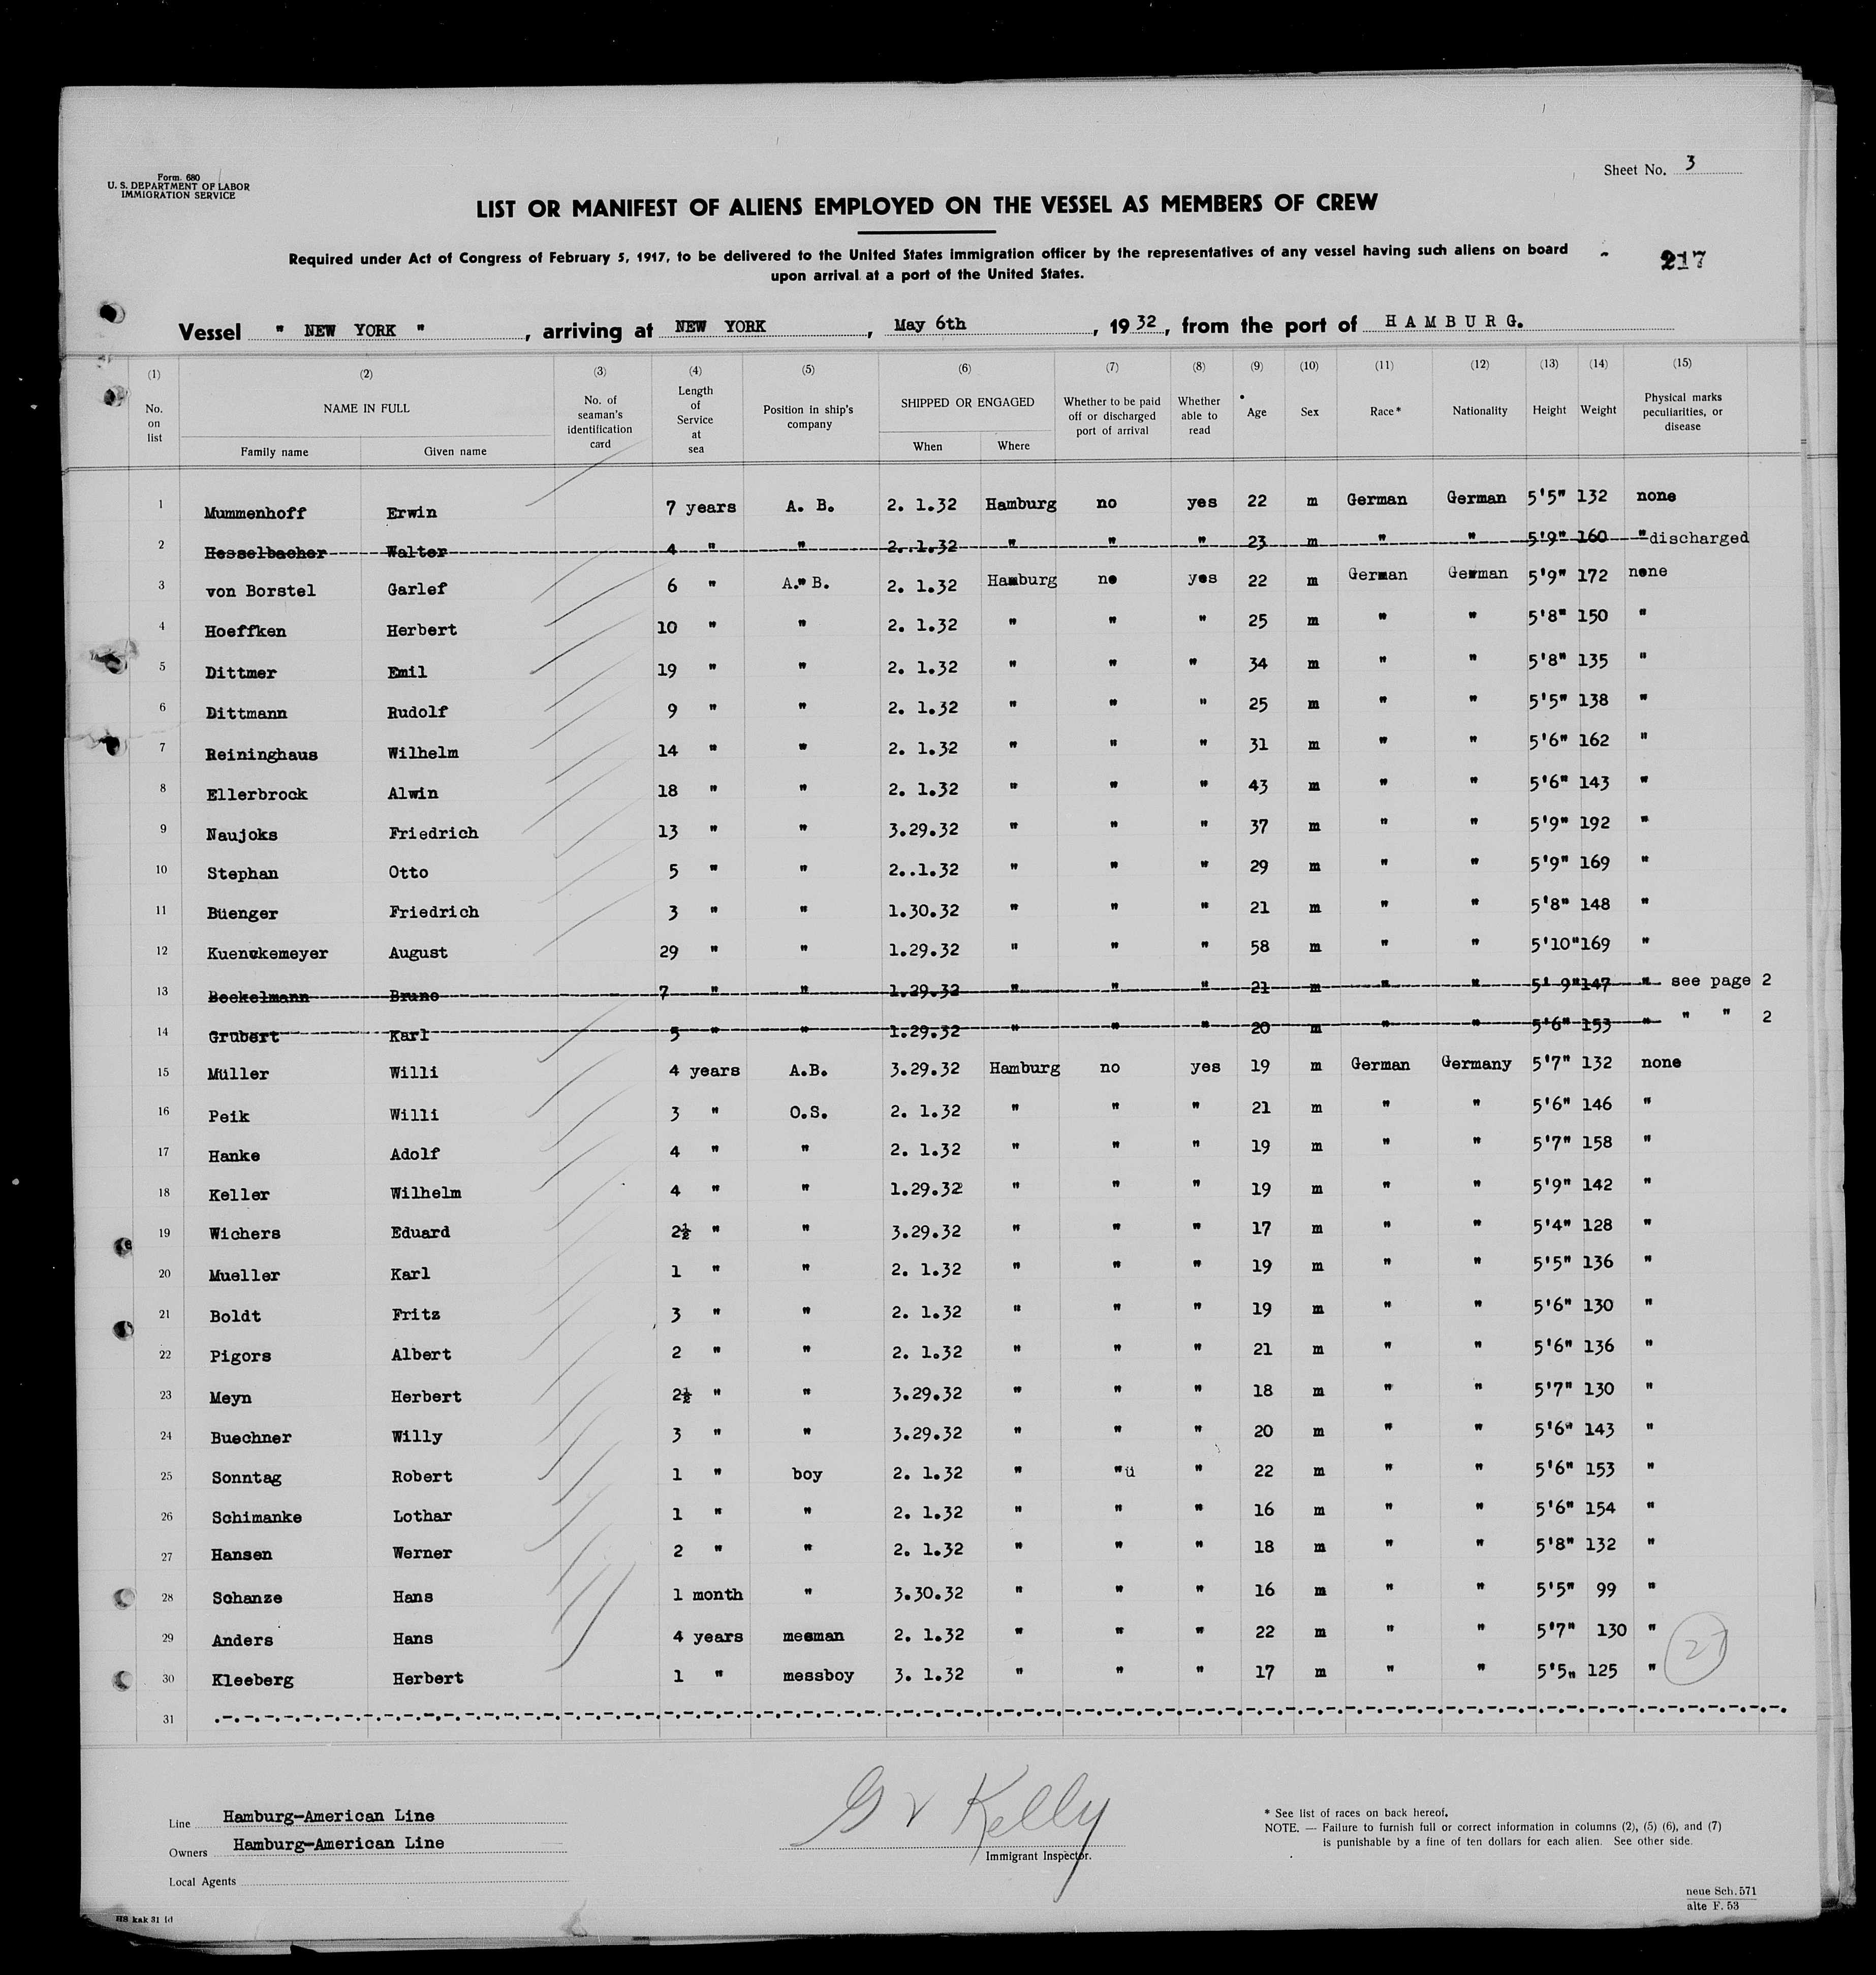 Form. 680
U. S. DEPARTMENT OF LABOR
IMMIGRATION SERVICE
Sheet No. 3
LIST OR MANIFEST OF ALIENS EMPLOYED ON THE VESSEL AS MEMBERS OF CREW
Required under Act of Congress of February 5, 1917, to be delivered to the United States immigration officer by the representatives of any vessel having such aliens on board
upon arrival at a port of the United States.
217
Vessel " NEW YORK " , arriving at NEW YORK , May 6th , 19 32 , from the port of HAMBURG.
(1) (2) (3) (4) (5) (6) (7) (8) (9) (10) (11) (12) (13) (14) (15)
No. on list NAME IN FULL Family name Given name No. of seaman's identification card Length of Service at sea Position in ship's company SHIPPED OR ENGAGED When Where Whether to be paid off or discharged port of arrival Whether able to read Age Sex Race* Nationality Height Weight Physical marks peculiarities, or disease
1 Mummenhoff Erwin 7 years A. B. 2. 1.32 Hamburg no yes 22 m German German 5'5" 132 none
2 Hesselbacher Walter 4 " " 2..1.32 " " " 23 m " " 5'9" 160 " discharged
3 von Borstel Garlef 6 " A." B. 2. 1.32 Hamburg no yes 22 m German German 5'9" 172 none
4 Hoeffken Herbert 10 " " 2. 1.32 " " " 25 m " " 5'8" 150 "
5 Dittmer Emil 19 " " 2. 1.32 " " " 34 m " " 5'8" 135 "
6 Dittmann Rudolf 9 " " 2. 1.32 " " " 25 m " " 5'5" 138 "
7 Reininghaus Wilhelm 14 " " 2. 1.32 " " " 31 m " " 5'6" 162 "
8 Ellerbrock Alwin 18 " " 2. 1.32 " " " 43 m " " 5'6" 143 "
9 Naujoks Friedrich 13 " " 3.29.32 " " " 37 m " " 5'9" 192 "
10 Stephan Otto 5 " " 2..1.32 " " " 29 m " " 5'9" 169 "
11 Büenger Friedrich 3 " " 1.30.32 " " " 21 m " " 5'8" 148 "
12 Kuenckemeyer August 29 " " 1.29.32 " " " 58 m " " 5'10" 169 "
13 Bockelmann Bruno 7 " " 1.29.32 " " " 21 m " " 5' 9" 147 " see page 2
14 Grubert Karl 5 " " 1.29.32 " " " 20 m " " 5'6" 153 " " " 2
15 Müller Willi 4 years A.B. 3.29.32 Hamburg no yes 19 m German Germany 5'7" 132 none
16 Peik Willi 3 " O.S. 2. 1.32 " " " 21 m " " 5'6" 146 "
17 Hanke Adolf 4 " " 2. 1.32 " " " 19 m " " 5'7" 158 "
18 Keller Wilhelm 4 " " 1.29.32 " " " 19 m " " 5'9" 142 "
19 Wichers Eduard 2½ " " 3.29.32 " " " 17 m " " 5'4" 128 "
20 Mueller Karl 1 " " 2. 1.32 " " " 19 m " " 5'5" 136 "
21 Boldt Fritz 3 " " 2. 1.32 " " " 19 m " " 5'6" 130 "
22 Pigors Albert 2 " " 2. 1.32 " " " 21 m " " 5'6" 136 "
23 Meyn Herbert 2½ " " 3.29.32 " " " 18 m " " 5'7" 130 "
24 Buechner Willy 3 " " 3.29.32 " " " 20 m " " 5'6" 143 "
25 Sonntag Robert 1 " boy 2. 1.32 " "ü " 22 m " " 5'6" 153 "
26 Schimanke Lothar 1 " " 2. 1.32 " " " 16 m " " 5'6" 154 "
27 Hansen Werner 2 " " 2. 1.32 " " " 18 m " " 5'8" 132 "
28 Schanze Hans 1 month " 3.30.32 " " " 16 m " " 5'5" 99 "
29 Anders Hans 4 years mesman 2. 1.32 " " " 22 m " " 5'7" 130 "
30 Kleeberg Herbert 1 " messboy 3. 1.32 " " " 17 m " " 5'5" 125 "
27
31
Line Hamburg-American Line
Owners Hamburg-American Line
Local Agents
G V Kelly
Immigrant Inspector.
* See list of races on back hereof.
NOTE. — Failure to furnish full or correct information in columns (2), (5) (6), and (7)
is punishable by a fine of ten dollars for each alien. See other side.
neue Sch. 571
alte F. 53